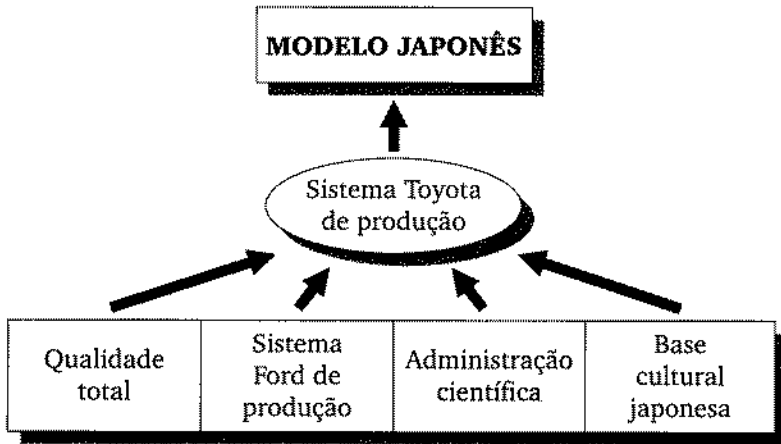 MODELO JAPONÊS
Sistema Toyota
de produção
Qualidade
total
Sistema
Ford de
produção
Administração
científica
Base
cultural
japonesa